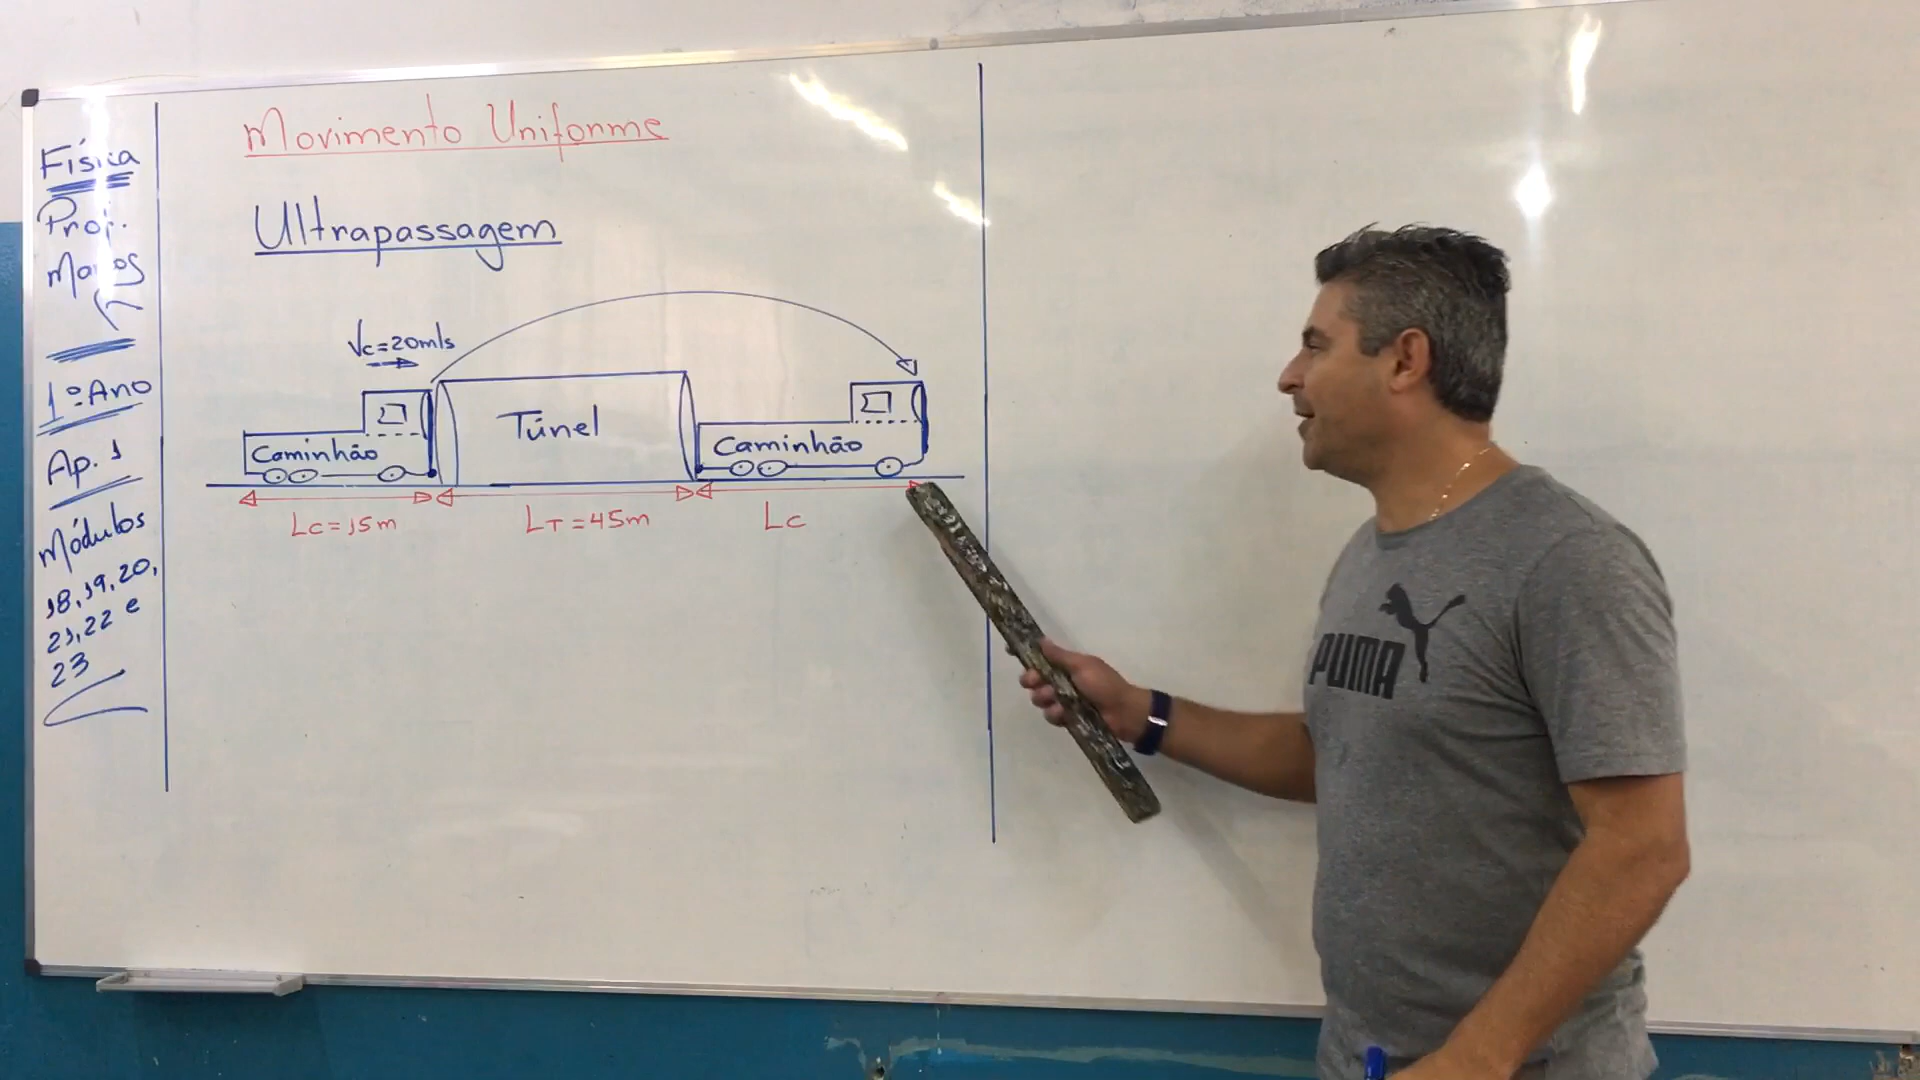 Física
Prof.
1º Ano
Ap. 1
Módulos
18, 19, 20,
21, 22 e
23
Movimento Uniforme
Ultrapassagem
Vc=20m/s
Caminhão
Túnel
Caminhão
Lc=15m
LT=45m
Lc
PUMA